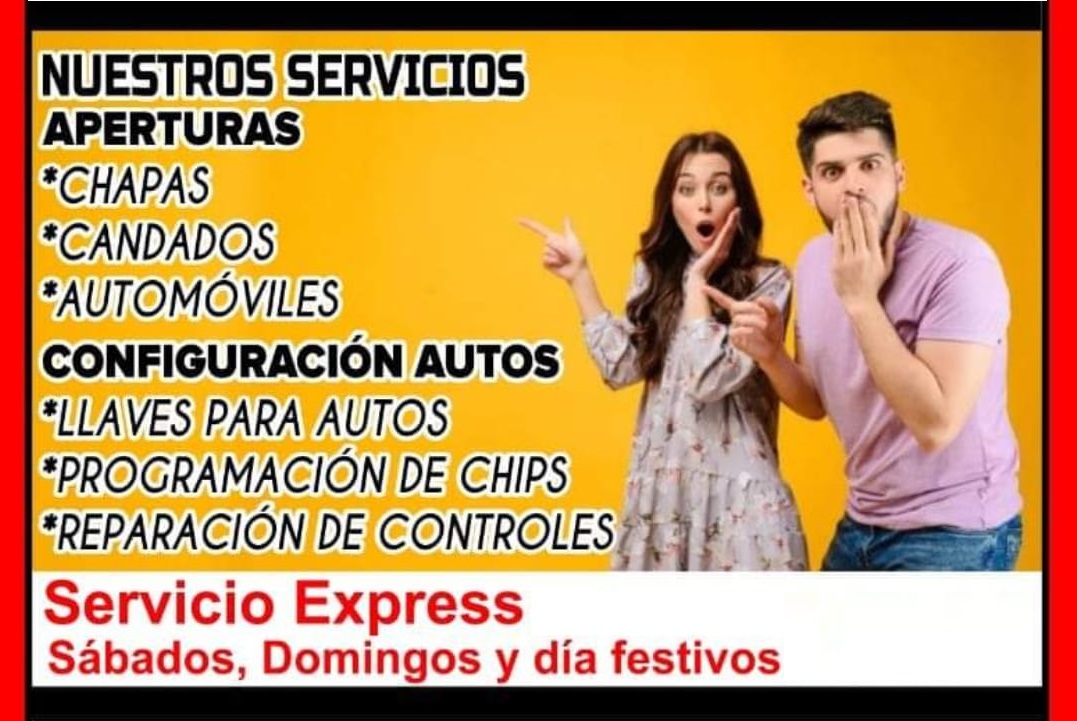 NUESTROS SERVICIOS
APERTURAS
*CHAPAS
*CANDADOS
*AUTOMÓVILES
CONFIGURACIÓN AUTOS
*LLAVES PARA AUTOS
*PROGRAMACIÓN DE CHIPS
*REPARACIÓN DE CONTROLES
Servicio Express
Sábados, Domingos y día festivos